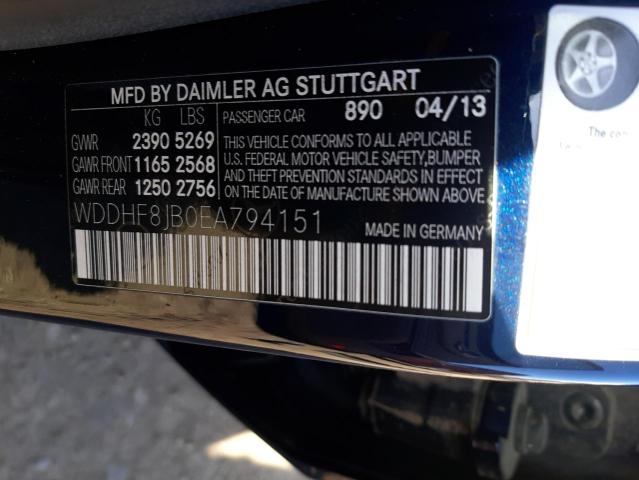 MFD BY DAIMLER AG STUTTGART
KG LBS
PASSENGER CAR 890 04/13
GVWR 2390 5269
GAWR FRONT 1165 2568
GAWR REAR 1250 2756
THIS VEHICLE CONFORMS TO ALL APPLICABLE
U.S. FEDERAL MOTOR VEHICLE SAFETY,BUMPER
AND THEFT PREVENTION STANDARDS IN EFFECT
ON THE DATE OF MANUFACTURE SHOWN ABOVE.
WDDHF8JB0EA794151
MADE IN GERMANY
The con